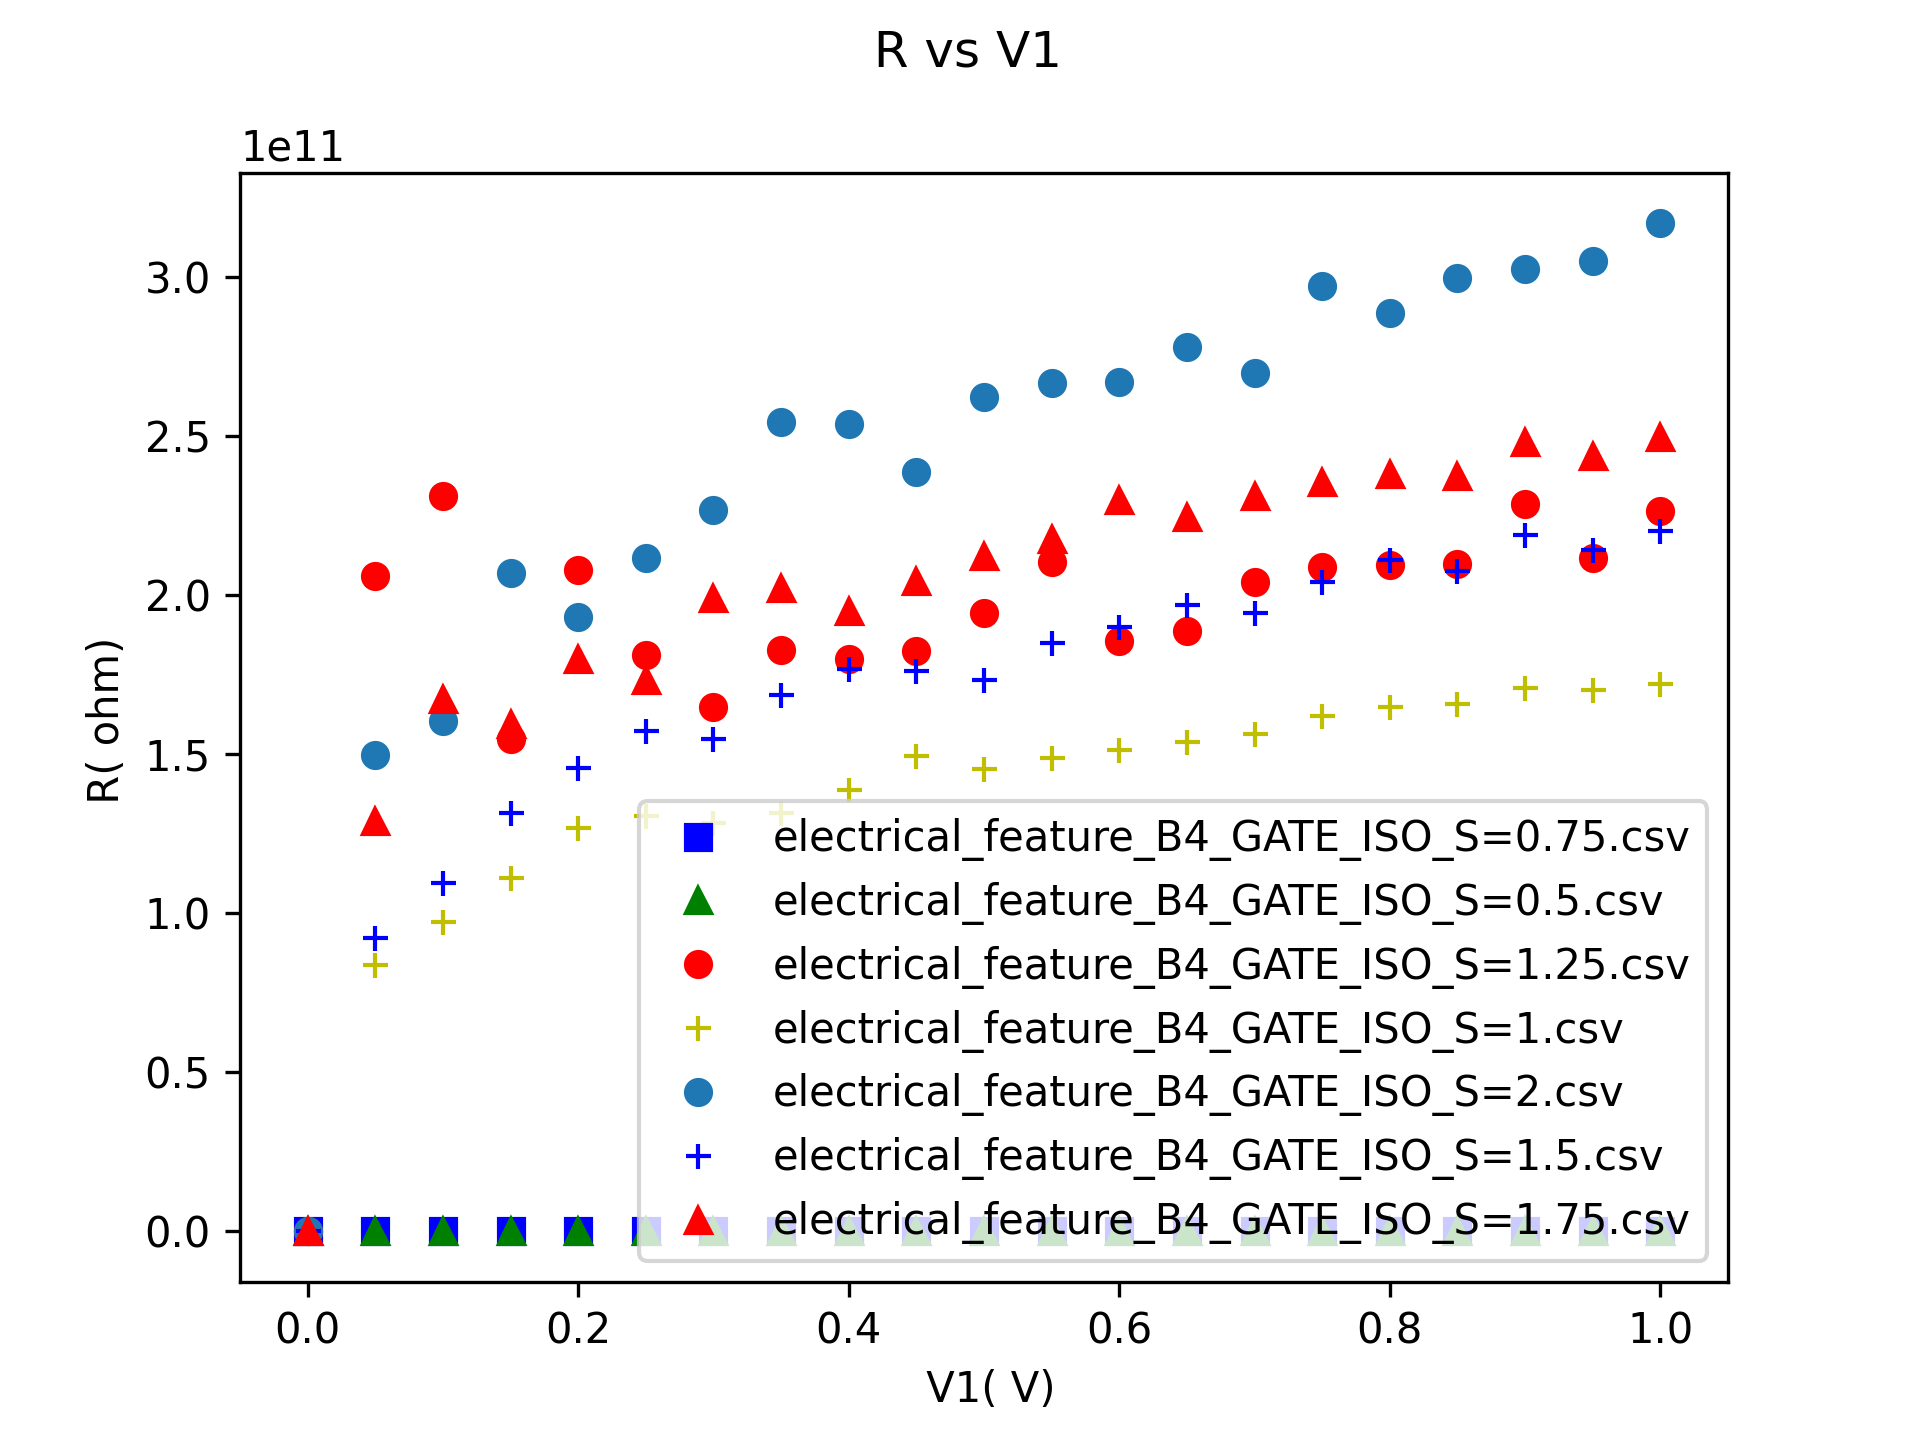 R vs V1
1e11
3.0
2.5
2.0
1.5
1.0
0.5
0.0
R( ohm)
electrical_feature_B4_GATE_ISO_S=0.75.csv
electrical_feature_B4_GATE_ISO_S=0.5.csv
electrical_feature_B4_GATE_ISO_S=1.25.csv
electrical_feature_B4_GATE_ISO_S=1.csv
electrical_feature_B4_GATE_ISO_S=2.csv
electrical_feature_B4_GATE_ISO_S=1.5.csv
electrical_feature_B4_GATE_ISO_S=1.75.csv
0.0 0.2 0.4 0.6 0.8 1.0
V1( V)